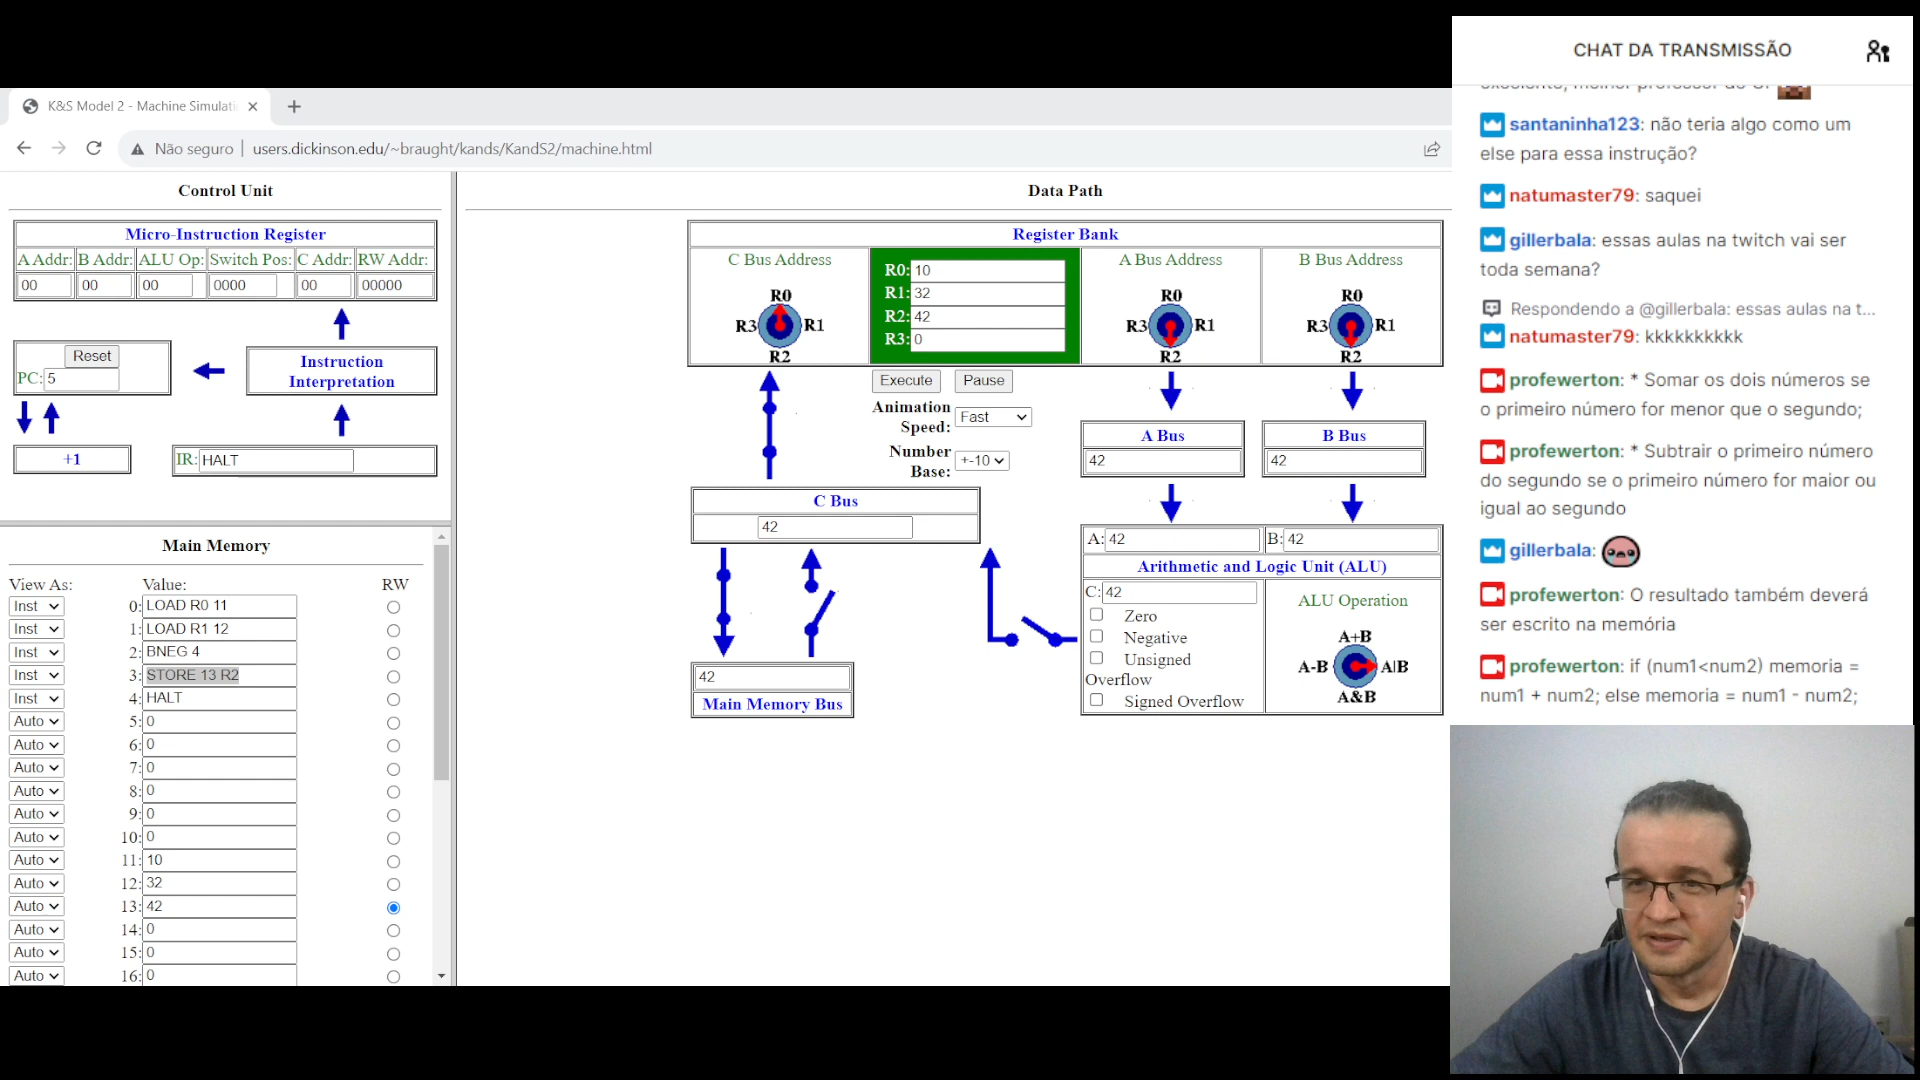 K&S Model 2 - Machine Simulati
Não seguro
users.dickinson.edu/~braught/kands/KandS2/machine.html
Control Unit
Micro-Instruction Register
A Addr: B Addr: ALU Op: Switch Pos: C Addr: RW Addr:
00 00 00 0000 00 00000
Reset
PC: 5
Instruction
Interpretation
+1
IR: HALT
Main Memory
View As: Value: RW
Inst 0: LOAD R0 11
Inst 1: LOAD R1 12
Inst 2: BNEG 4
Inst 3: STORE 13 R2
Inst 4: HALT
Auto 5: 0
Auto 6: 0
Auto 7: 0
Auto 8: 0
Auto 9: 0
Auto 10: 0
Auto 11: 10
Auto 12: 32
Auto 13: 42
Auto 14: 0
Auto 15: 0
Auto 16: 0
Data Path
Register Bank
C Bus Address
R0
R3 R1
R2
R0: 10
R1: 32
R2: 42
R3: 0
A Bus Address
R0
R3 R1
R2
B Bus Address
R0
R3 R1
R2
Execute Pause
Animation
Speed: Fast
Number
Base: +-10
A Bus
42
B Bus
42
C Bus
42
42
Main Memory Bus
A: 42 B: 42
Arithmetic and Logic Unit (ALU)
C: 42
Zero
Negative
Unsigned
Overflow
Signed Overflow
ALU Operation
A+B
A-B A|B
A&B
CHAT DA TRANSMISSÃO
santaninha123: não teria algo como um
else para essa instrução?
natumaster79: saquei
gillerbala: essas aulas na twitch vai ser
toda semana?
Respondendo a @gillerbala: essas aulas na t...
natumaster79: kkkkkkkkkk
profewerton: * Somar os dois números se
o primeiro número for menor que o segundo;
profewerton: * Subtrair o primeiro número
do segundo se o primeiro número for maior ou
igual ao segundo
gillerbala:
profewerton: O resultado também deverá
ser escrito na memória
profewerton: if (num1<num2) memoria =
num1 + num2; else memoria = num1 - num2;